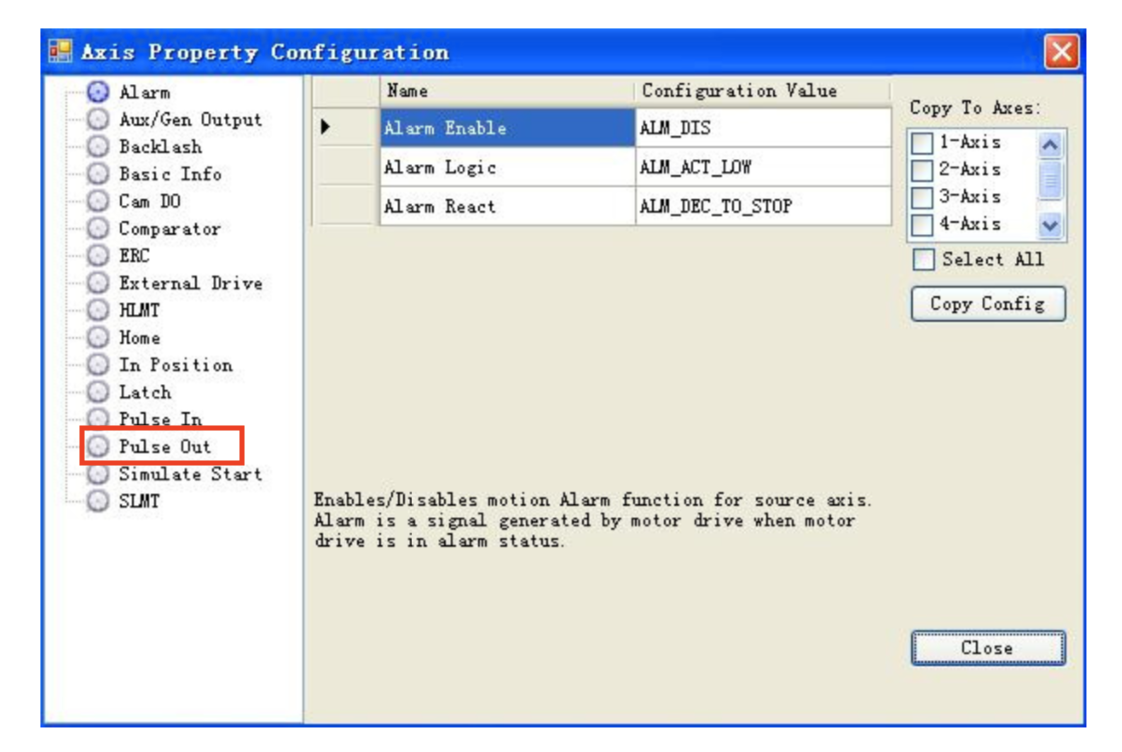 Axis Property Configuration
Alarm
Aux/Gen Output
Backlash
Basic Info
Cam DO
Comparator
ERC
External Drive
HLMT
Home
In Position
Latch
Pulse In
Pulse Out
Simulate Start
SLMT
Name Configuration Value
Alarm Enable ALM_DIS
Alarm Logic ALM_ACT_LOW
Alarm React ALM_DEC_TO_STOP
Enables/Disables motion Alarm function for source axis.
Alarm is a signal generated by motor drive when motor
drive is in alarm status.
Copy To Axes:
1-Axis
2-Axis
3-Axis
4-Axis
Select All
Copy Config
Close